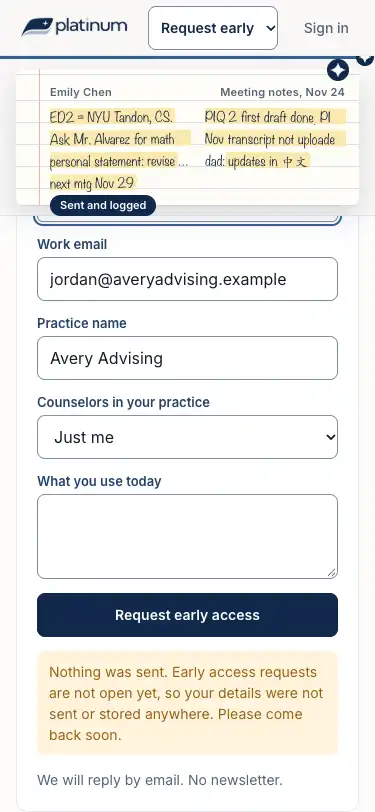 platinum
Request early
Sign in
Emily Chen
Meeting notes, Nov 24
ED2 = NYU Tandon, CS.
Ask Mr. Alvarez for math
personal statement: revise ...
next mtg Nov 29
PIQ 2 first draft done, PI
Nov transcript not uploade
dad: updates in 中文
Sent and logged
Work email
jordan@averyadvising.example
Practice name
Avery Advising
Counselors in your practice
Just me
What you use today
Request early access
Nothing was sent. Early access requests
are not open yet, so your details were not
sent or stored anywhere. Please come
back soon.
We will reply by email. No newsletter.